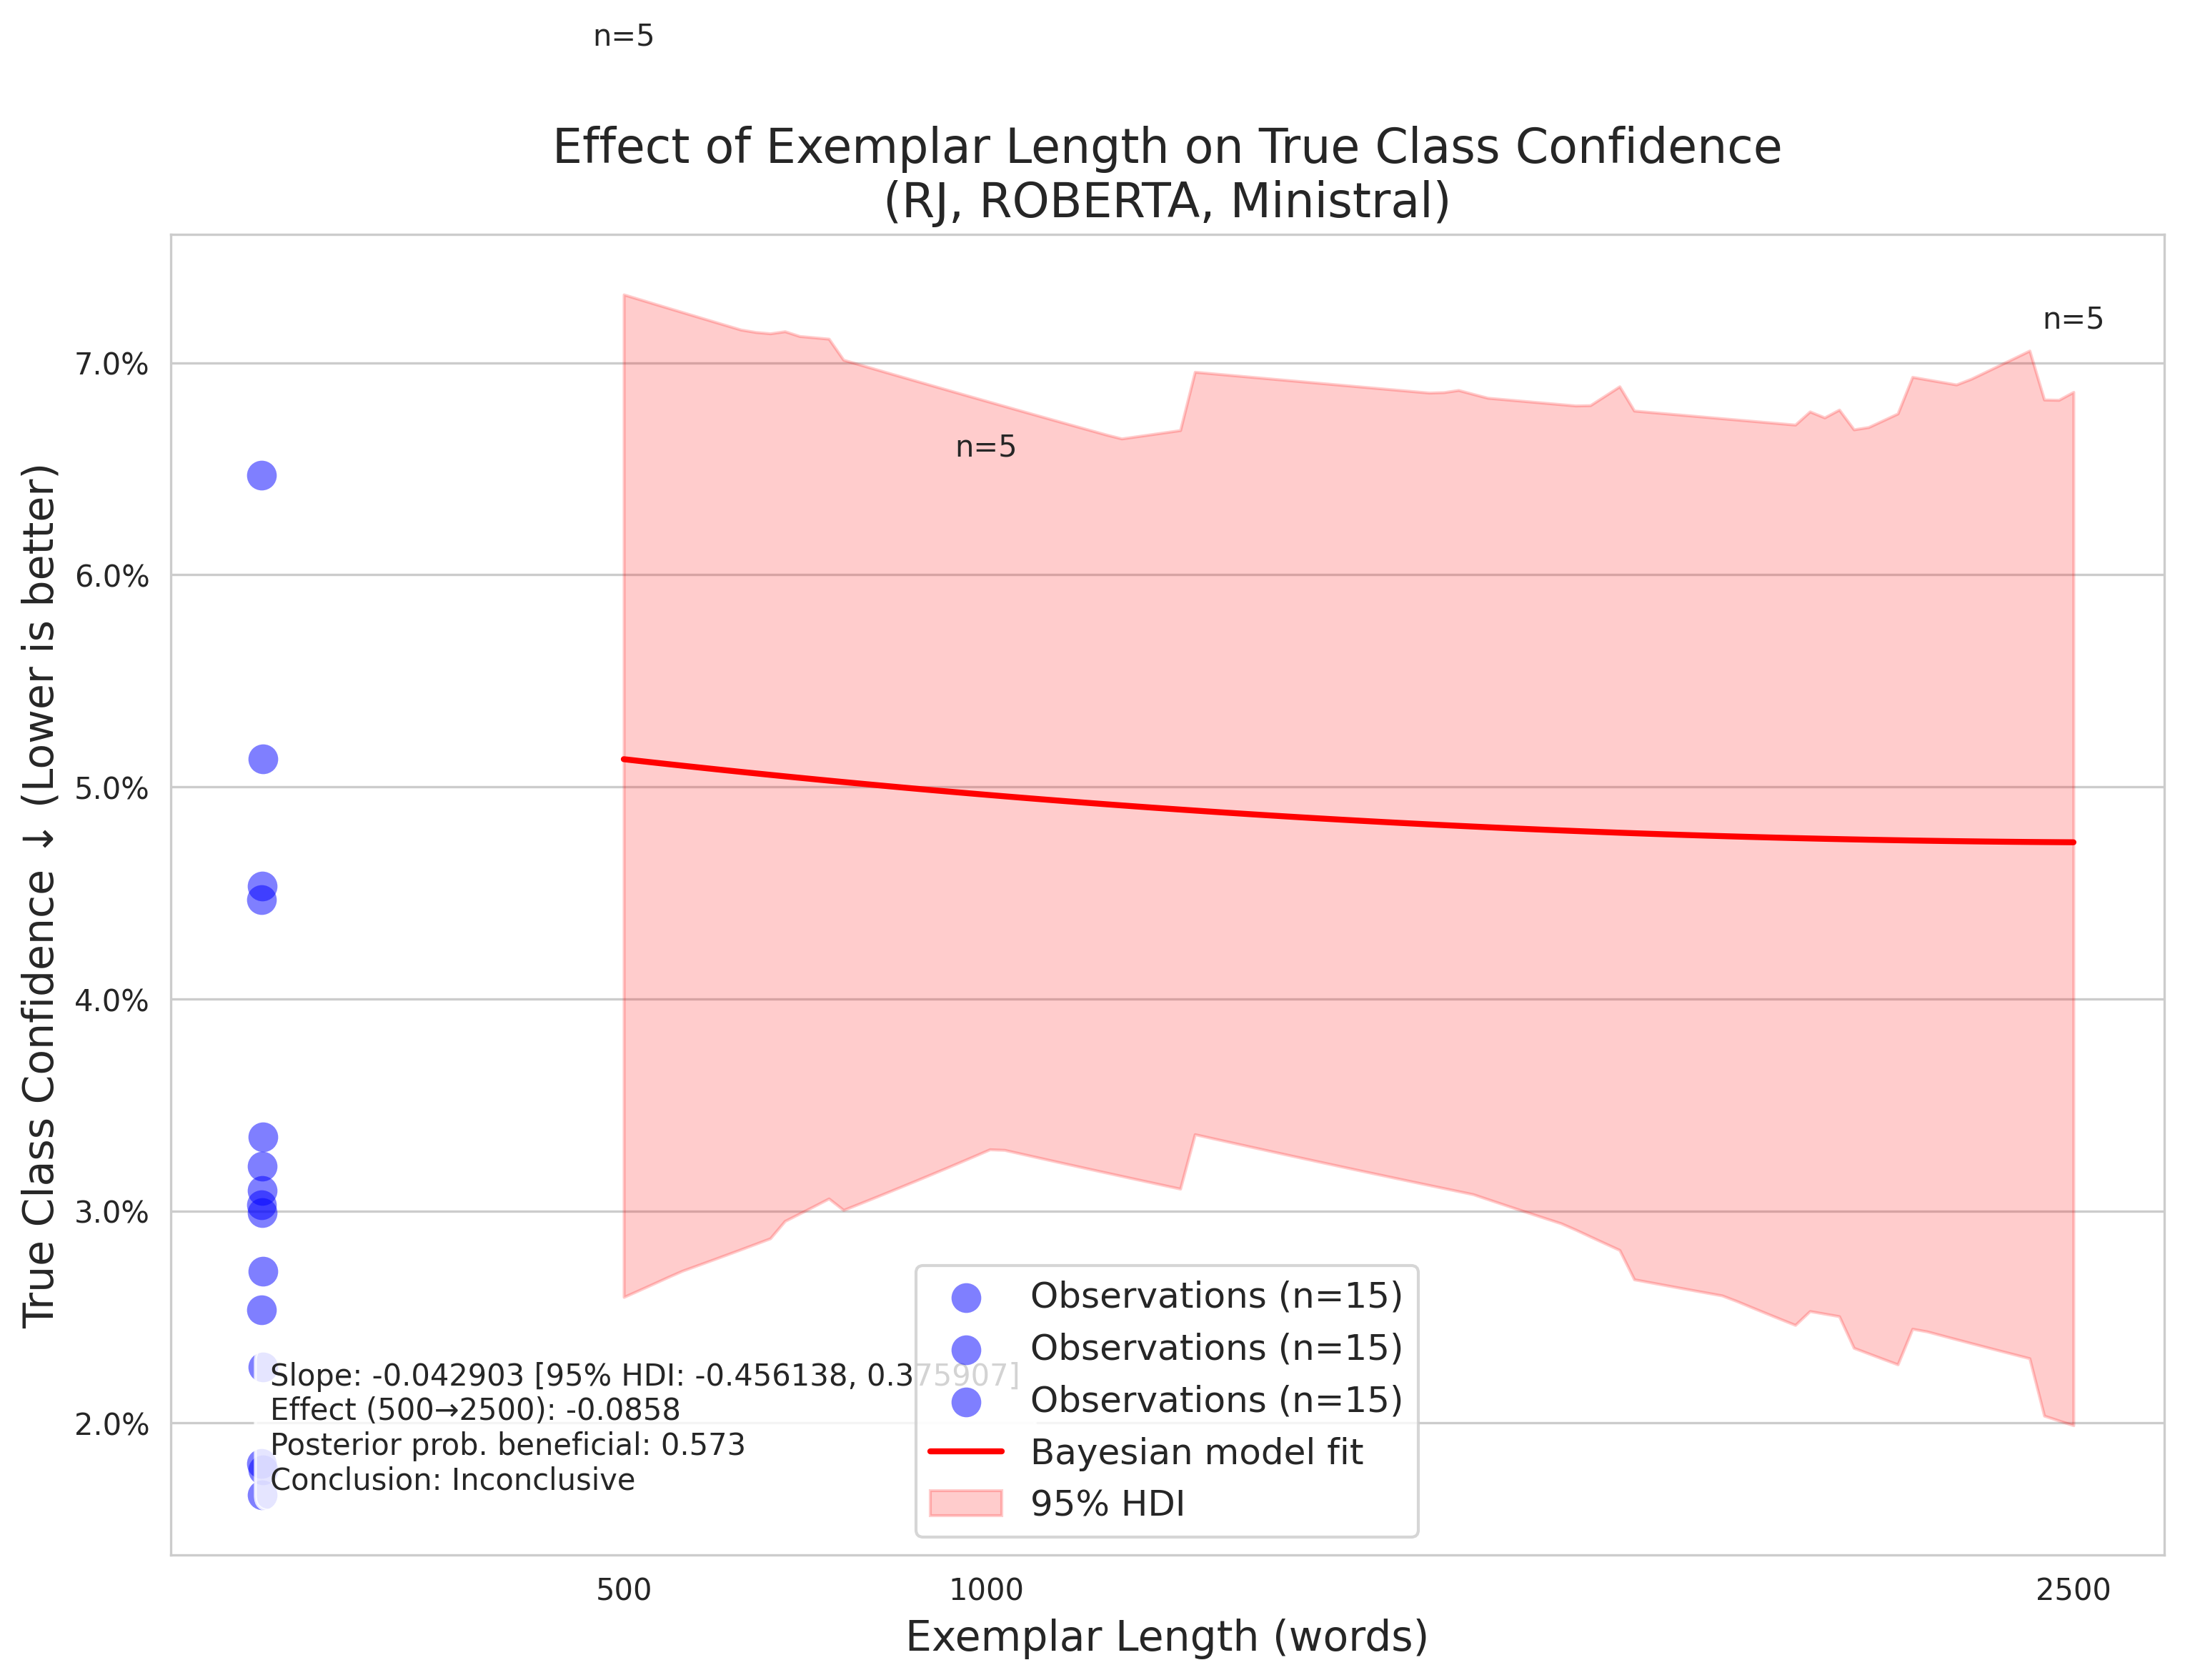 n=5
Effect of Exemplar Length on True Class Confidence
(RJ, ROBERTA, Ministral)
True Class Confidence ↓ (Lower is better)
7.0%
6.0%
5.0%
4.0%
3.0%
2.0%
n=5
n=5
Slope: -0.042903 [95% HDI: -0.456138, 0.375907]
Effect (500→2500): -0.0858
Posterior prob. beneficial: 0.573
Conclusion: Inconclusive
Observations (n=15)
Observations (n=15)
Observations (n=15)
Bayesian model fit
95% HDI
500
1000
2500
Exemplar Length (words)